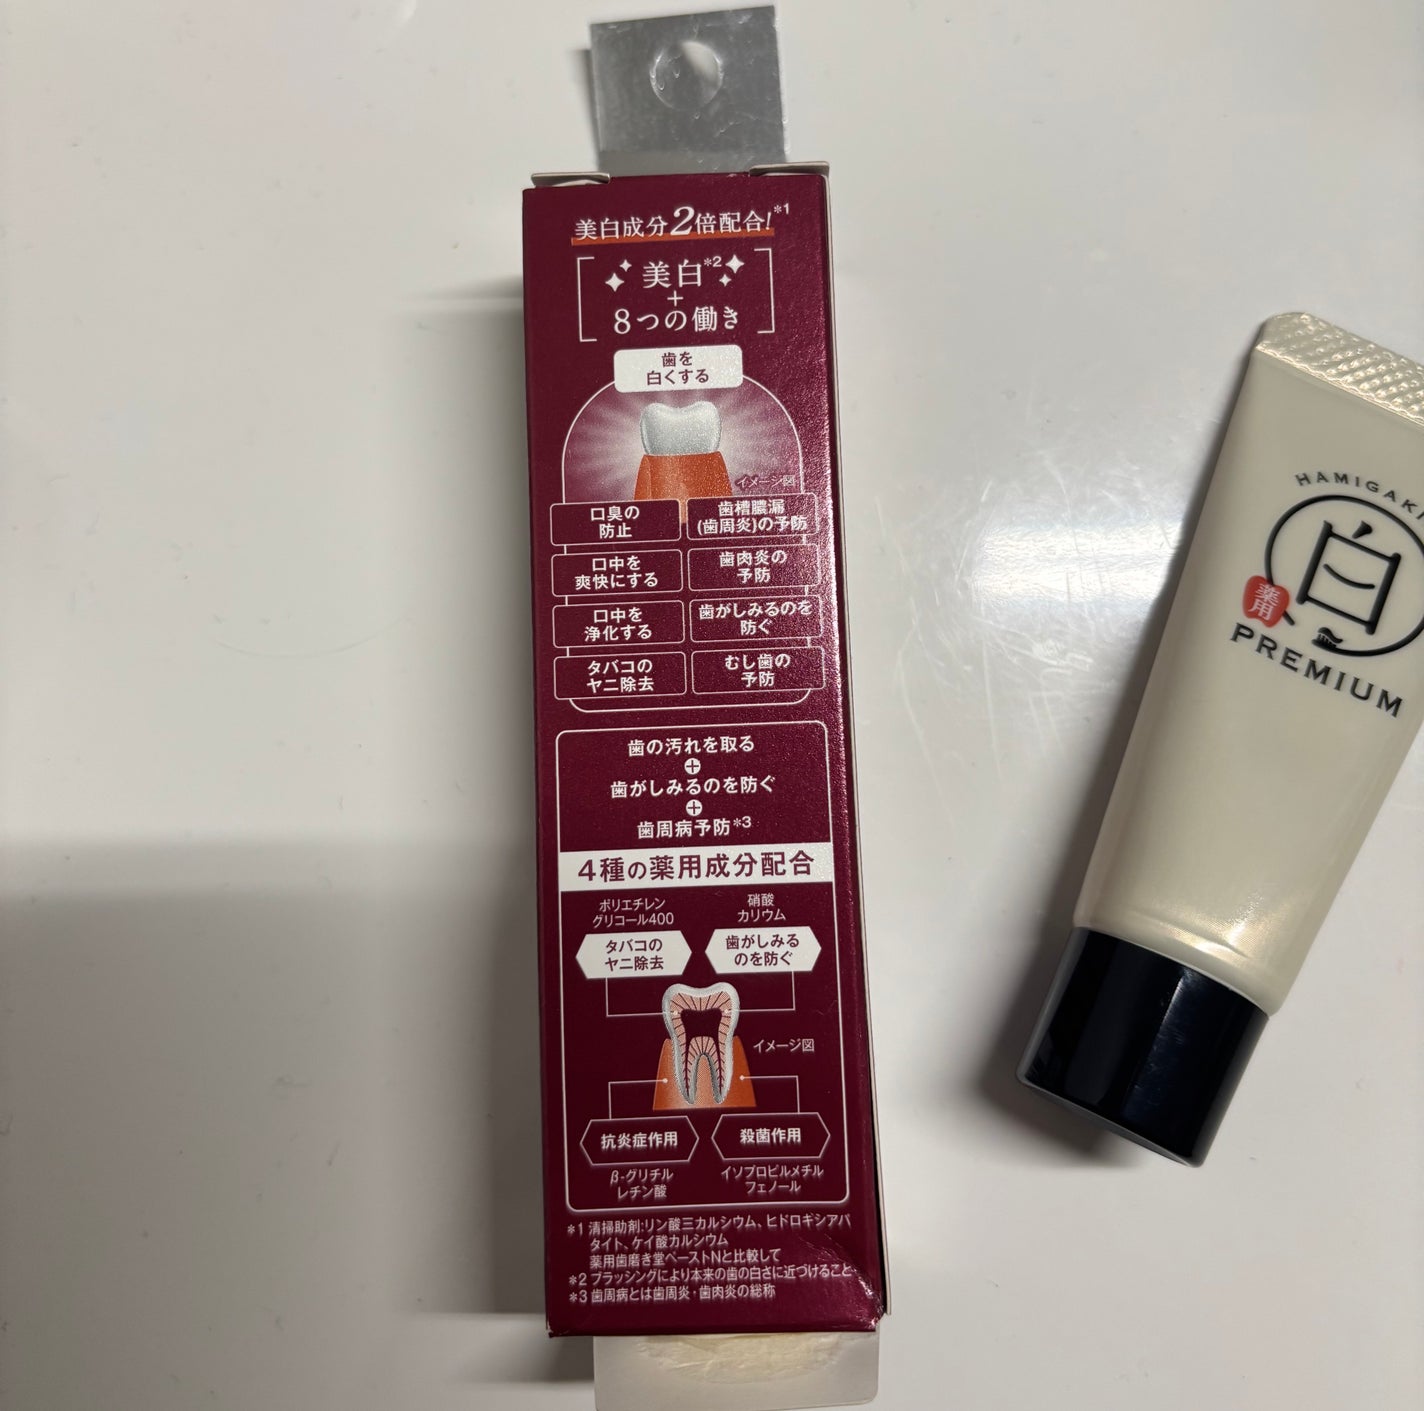 美白成分2倍配合!*1
美白*2
+
8つの働き
歯を
白くする
イメージ図
口臭の
防止
歯槽膿漏
(歯周炎)の予防
口中を
爽快にする
歯肉炎の
予防
口中を
浄化する
歯がしみるのを
防ぐ
タバコの
ヤニ除去
むし歯の
予防
歯の汚れを取る
+
歯がしみるのを防ぐ
+
歯周病予防*3
4種の薬用成分配合
ポリエチレン
グリコール400
硝酸
カリウム
タバコの
ヤニ除去
歯がしみる
のを防ぐ
イメージ図
抗炎症作用
殺菌作用
β-グリチル
レチン酸
イソプロピルメチル
フェノール
*1 清掃助剤:リン酸三カルシウム、ヒドロキシアパ
タイト、ケイ酸カルシウム
薬用歯磨き堂ペーストNと比較して
*2 ブラッシングにより本来の歯の白さに近づけること
*3 歯周病とは歯周炎・歯肉炎の総称
HAMIGAKI
白
薬用
PREMIUM